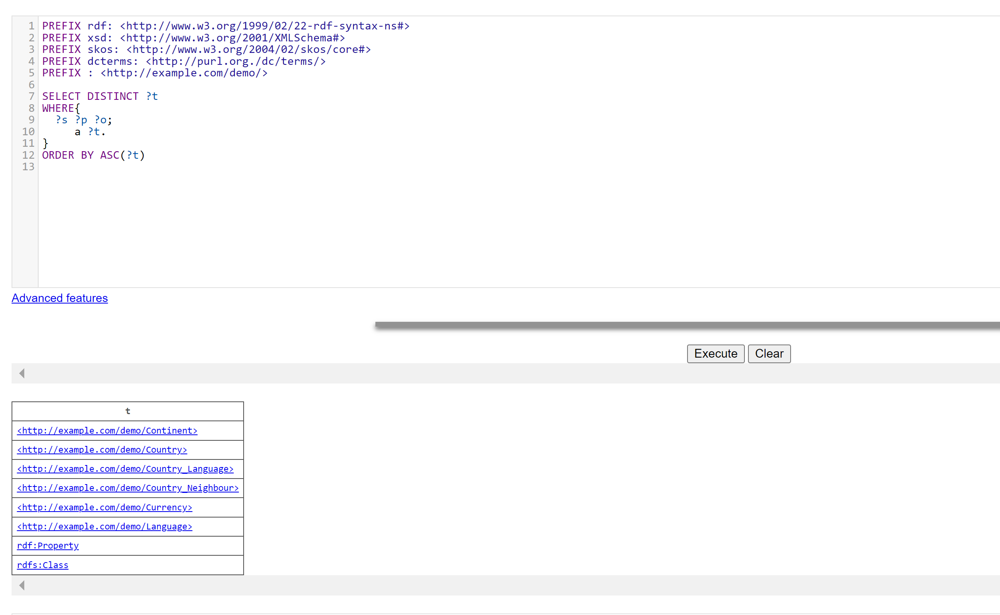 1 PREFIX rdf: <http://www.w3.org/1999/02/22-rdf-syntax-ns#>
2 PREFIX xsd: <http://www.w3.org/2001/XMLSchema#>
3 PREFIX skos: <http://www.w3.org/2004/02/skos/core#>
4 PREFIX dcterms: <http://purl.org./dc/terms/>
5 PREFIX : <http://example.com/demo/>
6
7 SELECT DISTINCT ?t
8 WHERE{
9 ?s ?p ?o;
10 a ?t.
11 }
12 ORDER BY ASC(?t)
13
Advanced features
Execute Clear
t
<http://example.com/demo/Continent>
<http://example.com/demo/Country>
<http://example.com/demo/Country_Language>
<http://example.com/demo/Country_Neighbour>
<http://example.com/demo/Currency>
<http://example.com/demo/Language>
rdf:Property
rdfs:Class